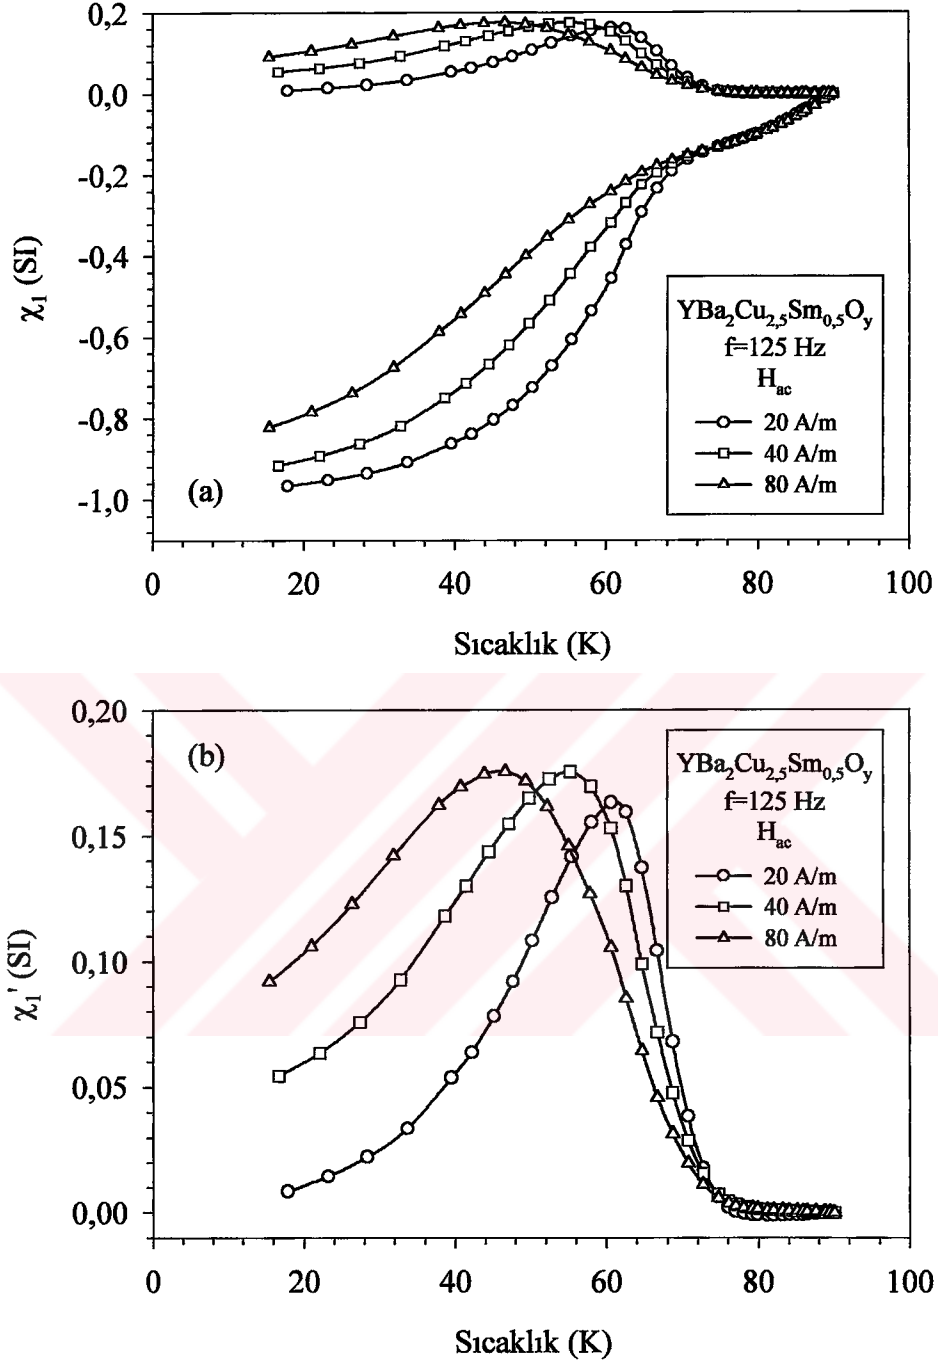 0,2
0,0
-0,2
-0,4
-0,6
-0,8
-1,0
χ₁ (SI)
(a)
YBa₂Cu₂,₅Sm₀,₅Oᵧ
f=125 Hz
Hac
20 A/m
40 A/m
80 A/m
0 20 40 60 80 100
Sıcaklık (K)
0,20
0,15
0,10
0,05
0,00
χ₁' (SI)
(b)
YBa₂Cu₂,₅Sm₀,₅Oᵧ
f=125 Hz
Hac
20 A/m
40 A/m
80 A/m
0 20 40 60 80 100
Sıcaklık (K)